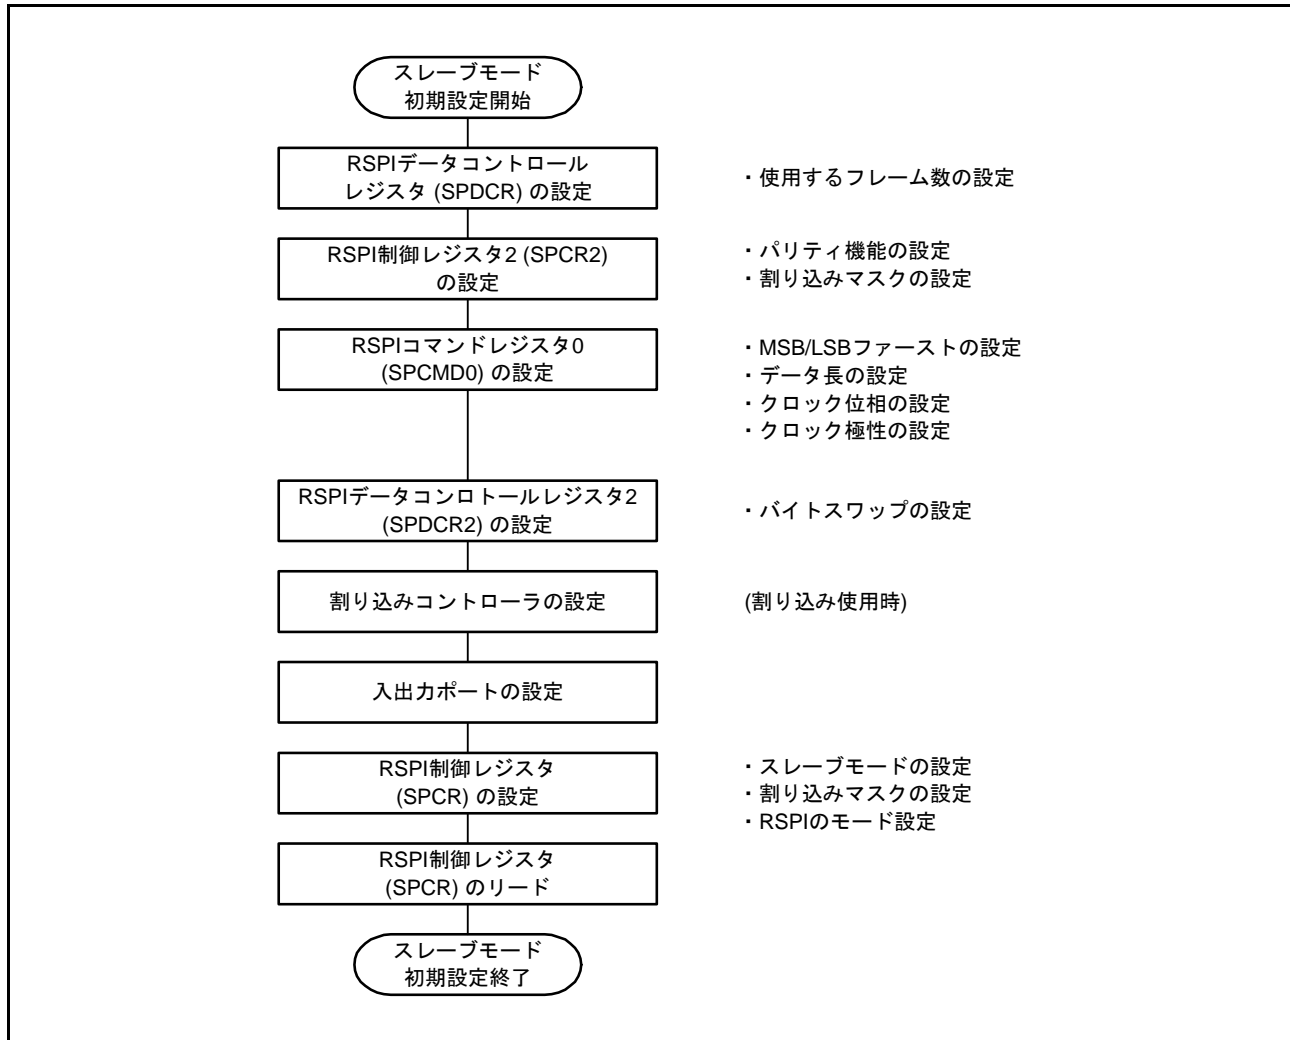 スレーブモード
初期設定開始
RSPIデータコントロール
レジスタ (SPDCR) の設定
・使用するフレーム数の設定
RSPI制御レジスタ2 (SPCR2)
の設定
・パリティ機能の設定
・割り込みマスクの設定
RSPIコマンドレジスタ0
(SPCMD0) の設定
・MSB/LSBファーストの設定
・データ長の設定
・クロック位相の設定
・クロック極性の設定
RSPIデータコンロトールレジスタ2
(SPDCR2) の設定
・バイトスワップの設定
割り込みコントローラの設定
(割り込み使用時)
入出力ポートの設定
RSPI制御レジスタ
(SPCR) の設定
・スレーブモードの設定
・割り込みマスクの設定
・RSPIのモード設定
RSPI制御レジスタ
(SPCR) のリード
スレーブモード
初期設定終了